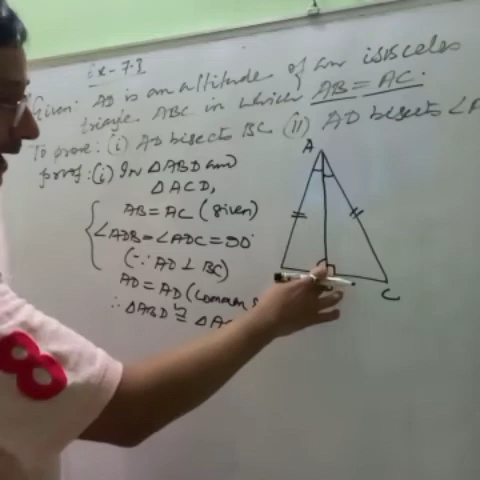 Ex - 7.3
Given: AD is an altitude of an isosceles
triangle ABC in which AB = AC.
To prove: (i) AD bisects BC (ii) AD bisects ∠A
proof: (i) In △ABD and
△ACD,
AB = AC (given)
∠ADB = ∠ADC = 90°
(∵ AD ⊥ BC)
AD = AD (common
∴ △ABD ≅ △AC
A
C
8